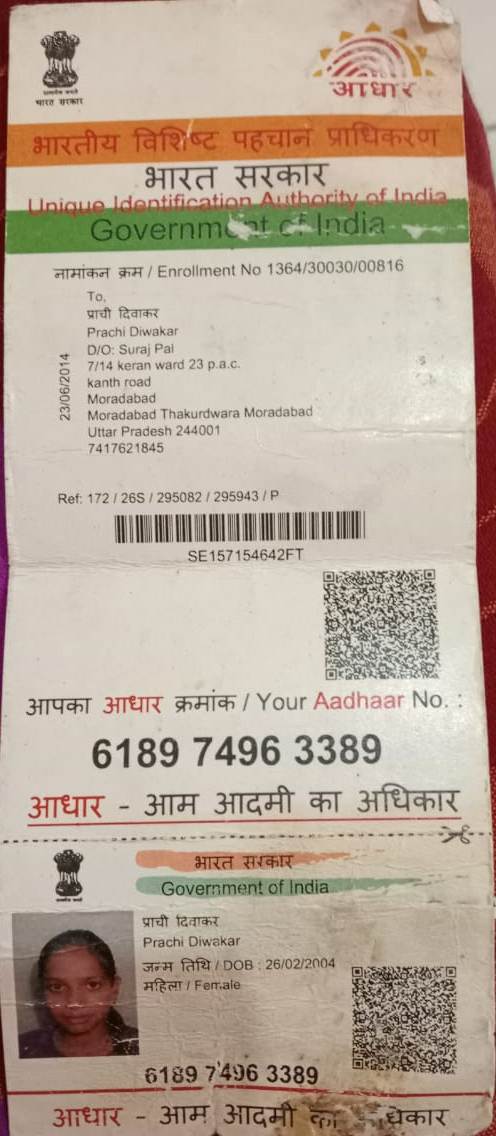 सत्यमेव जयते
भारत सरकार
आधार
भारतीय विशिष्ट पहचान प्राधिकरण
भारत सरकार
Unique Identification Authority of India
Government of India
नामांकन क्रम / Enrollment No 1364/30030/00816
To,
प्राची दिवाकर
Prachi Diwakar
D/O: Suraj Pal
7/14 keran ward 23 p.a.c.
kanth road
Moradabad
Moradabad Thakurdwara Moradabad
Uttar Pradesh 244001
7417621845
23/06/2014
Ref: 172 / 26S / 295082 / 295943 / P
SE157154642FT
आपका आधार क्रमांक / Your Aadhaar No. :
6189 7496 3389
आधार - आम आदमी का अधिकार
भारत सरकार
Government of India
प्राची दिवाकर
Prachi Diwakar
जन्म तिथि / DOB : 26/02/2004
महिला / Female
6189 7496 3389
आधार - आम आदमी का